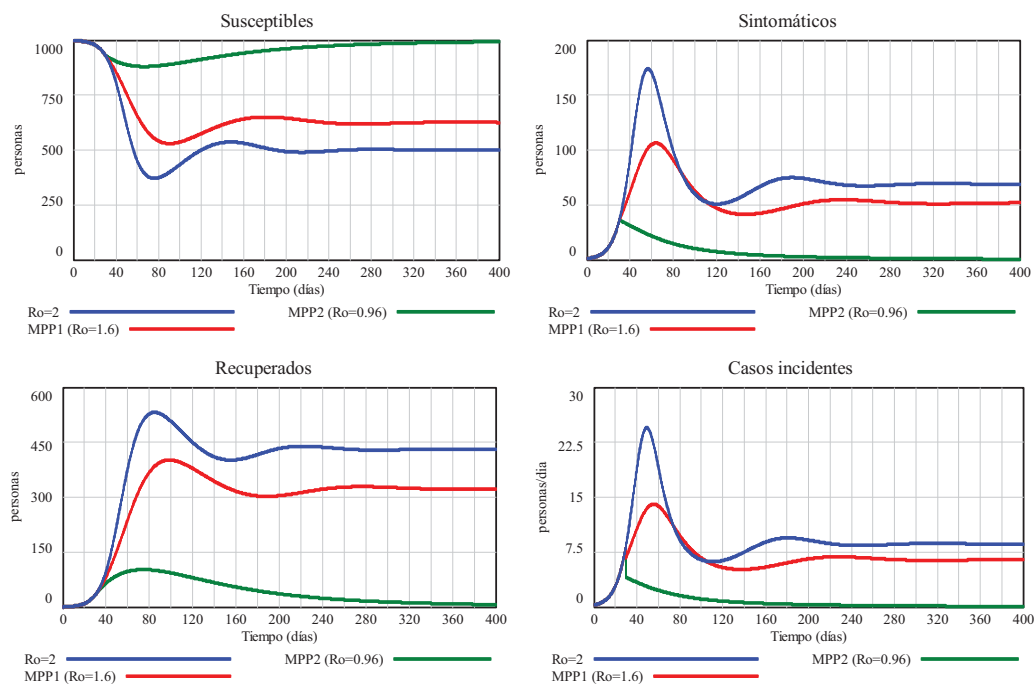 Susceptibles
1000
750
500
250
0
personas
0 40 80 120 160 200 240 280 320 360 400
Tiempo (días)
Ro=2
MPP2 (Ro=0.96)
MPP1 (Ro=1.6)
Sintomáticos
200
150
100
50
0
personas
0 40 80 120 160 200 240 280 320 360 400
Tiempo (días)
Ro=2
MPP2 (Ro=0.96)
MPP1 (Ro=1.6)
Recuperados
600
450
300
150
0
personas
0 40 80 120 160 200 240 280 320 360 400
Tiempo (días)
Ro=2
MPP2 (Ro=0.96)
MPP1 (Ro=1.6)
Casos incidentes
30
22.5
15
7.5
0
personas/día
0 40 80 120 160 200 240 280 320 360 400
Tiempo (días)
Ro=2
MPP2 (Ro=0.96)
MPP1 (Ro=1.6)